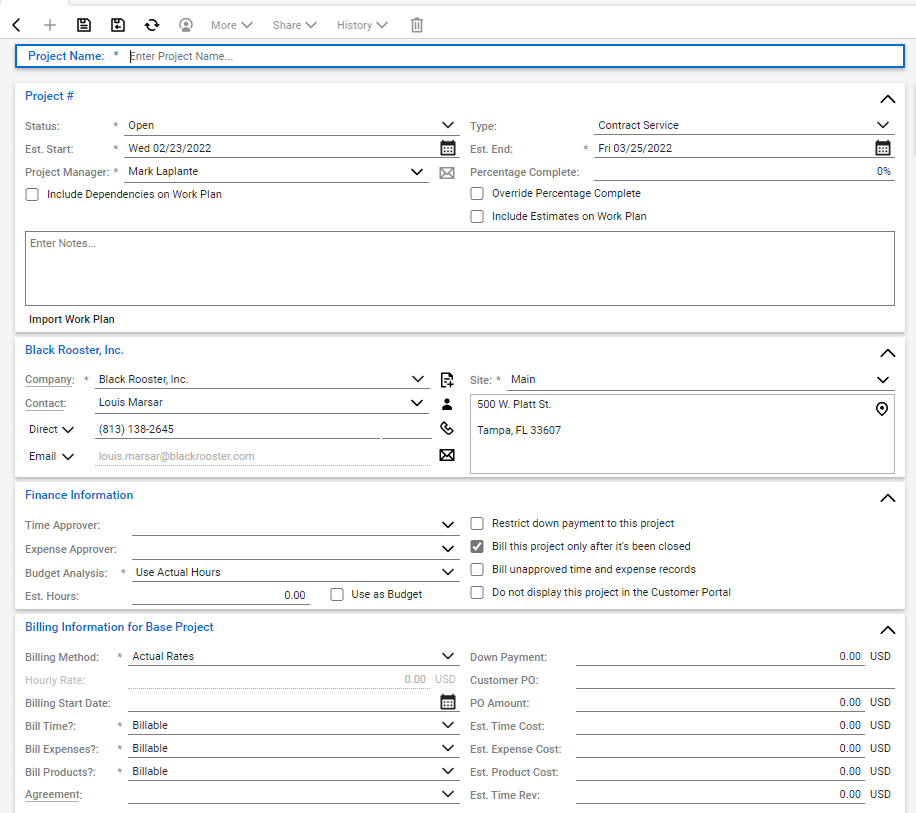 More Share History
Project Name: * Enter Project Name...
Project #
Status: * Open Type: Contract Service
Est. Start: * Wed 02/23/2022 Est. End: * Fri 03/25/2022
Project Manager: * Mark Laplante Percentage Complete: 0%
Include Dependencies on Work Plan Override Percentage Complete
Include Estimates on Work Plan
Enter Notes...
Import Work Plan
Black Rooster, Inc.
Company: * Black Rooster, Inc. Site: * Main
Contact: Louis Marsar 500 W. Platt St.
Direct (813) 138-2645 Tampa, FL 33607
Email louis.marsar@blackrooster.com
Finance Information
Time Approver: Restrict down payment to this project
Expense Approver: Bill this project only after it's been closed
Budget Analysis: * Use Actual Hours Bill unapproved time and expense records
Est. Hours: 0.00 Use as Budget Do not display this project in the Customer Portal
Billing Information for Base Project
Billing Method: * Actual Rates Down Payment: 0.00 USD
Hourly Rate: 0.00 USD Customer PO:
Billing Start Date: PO Amount: 0.00 USD
Bill Time?: * Billable Est. Time Cost: 0.00 USD
Bill Expenses?: * Billable Est. Expense Cost: 0.00 USD
Bill Products?: * Billable Est. Product Cost: 0.00 USD
Agreement: Est. Time Rev: 0.00 USD